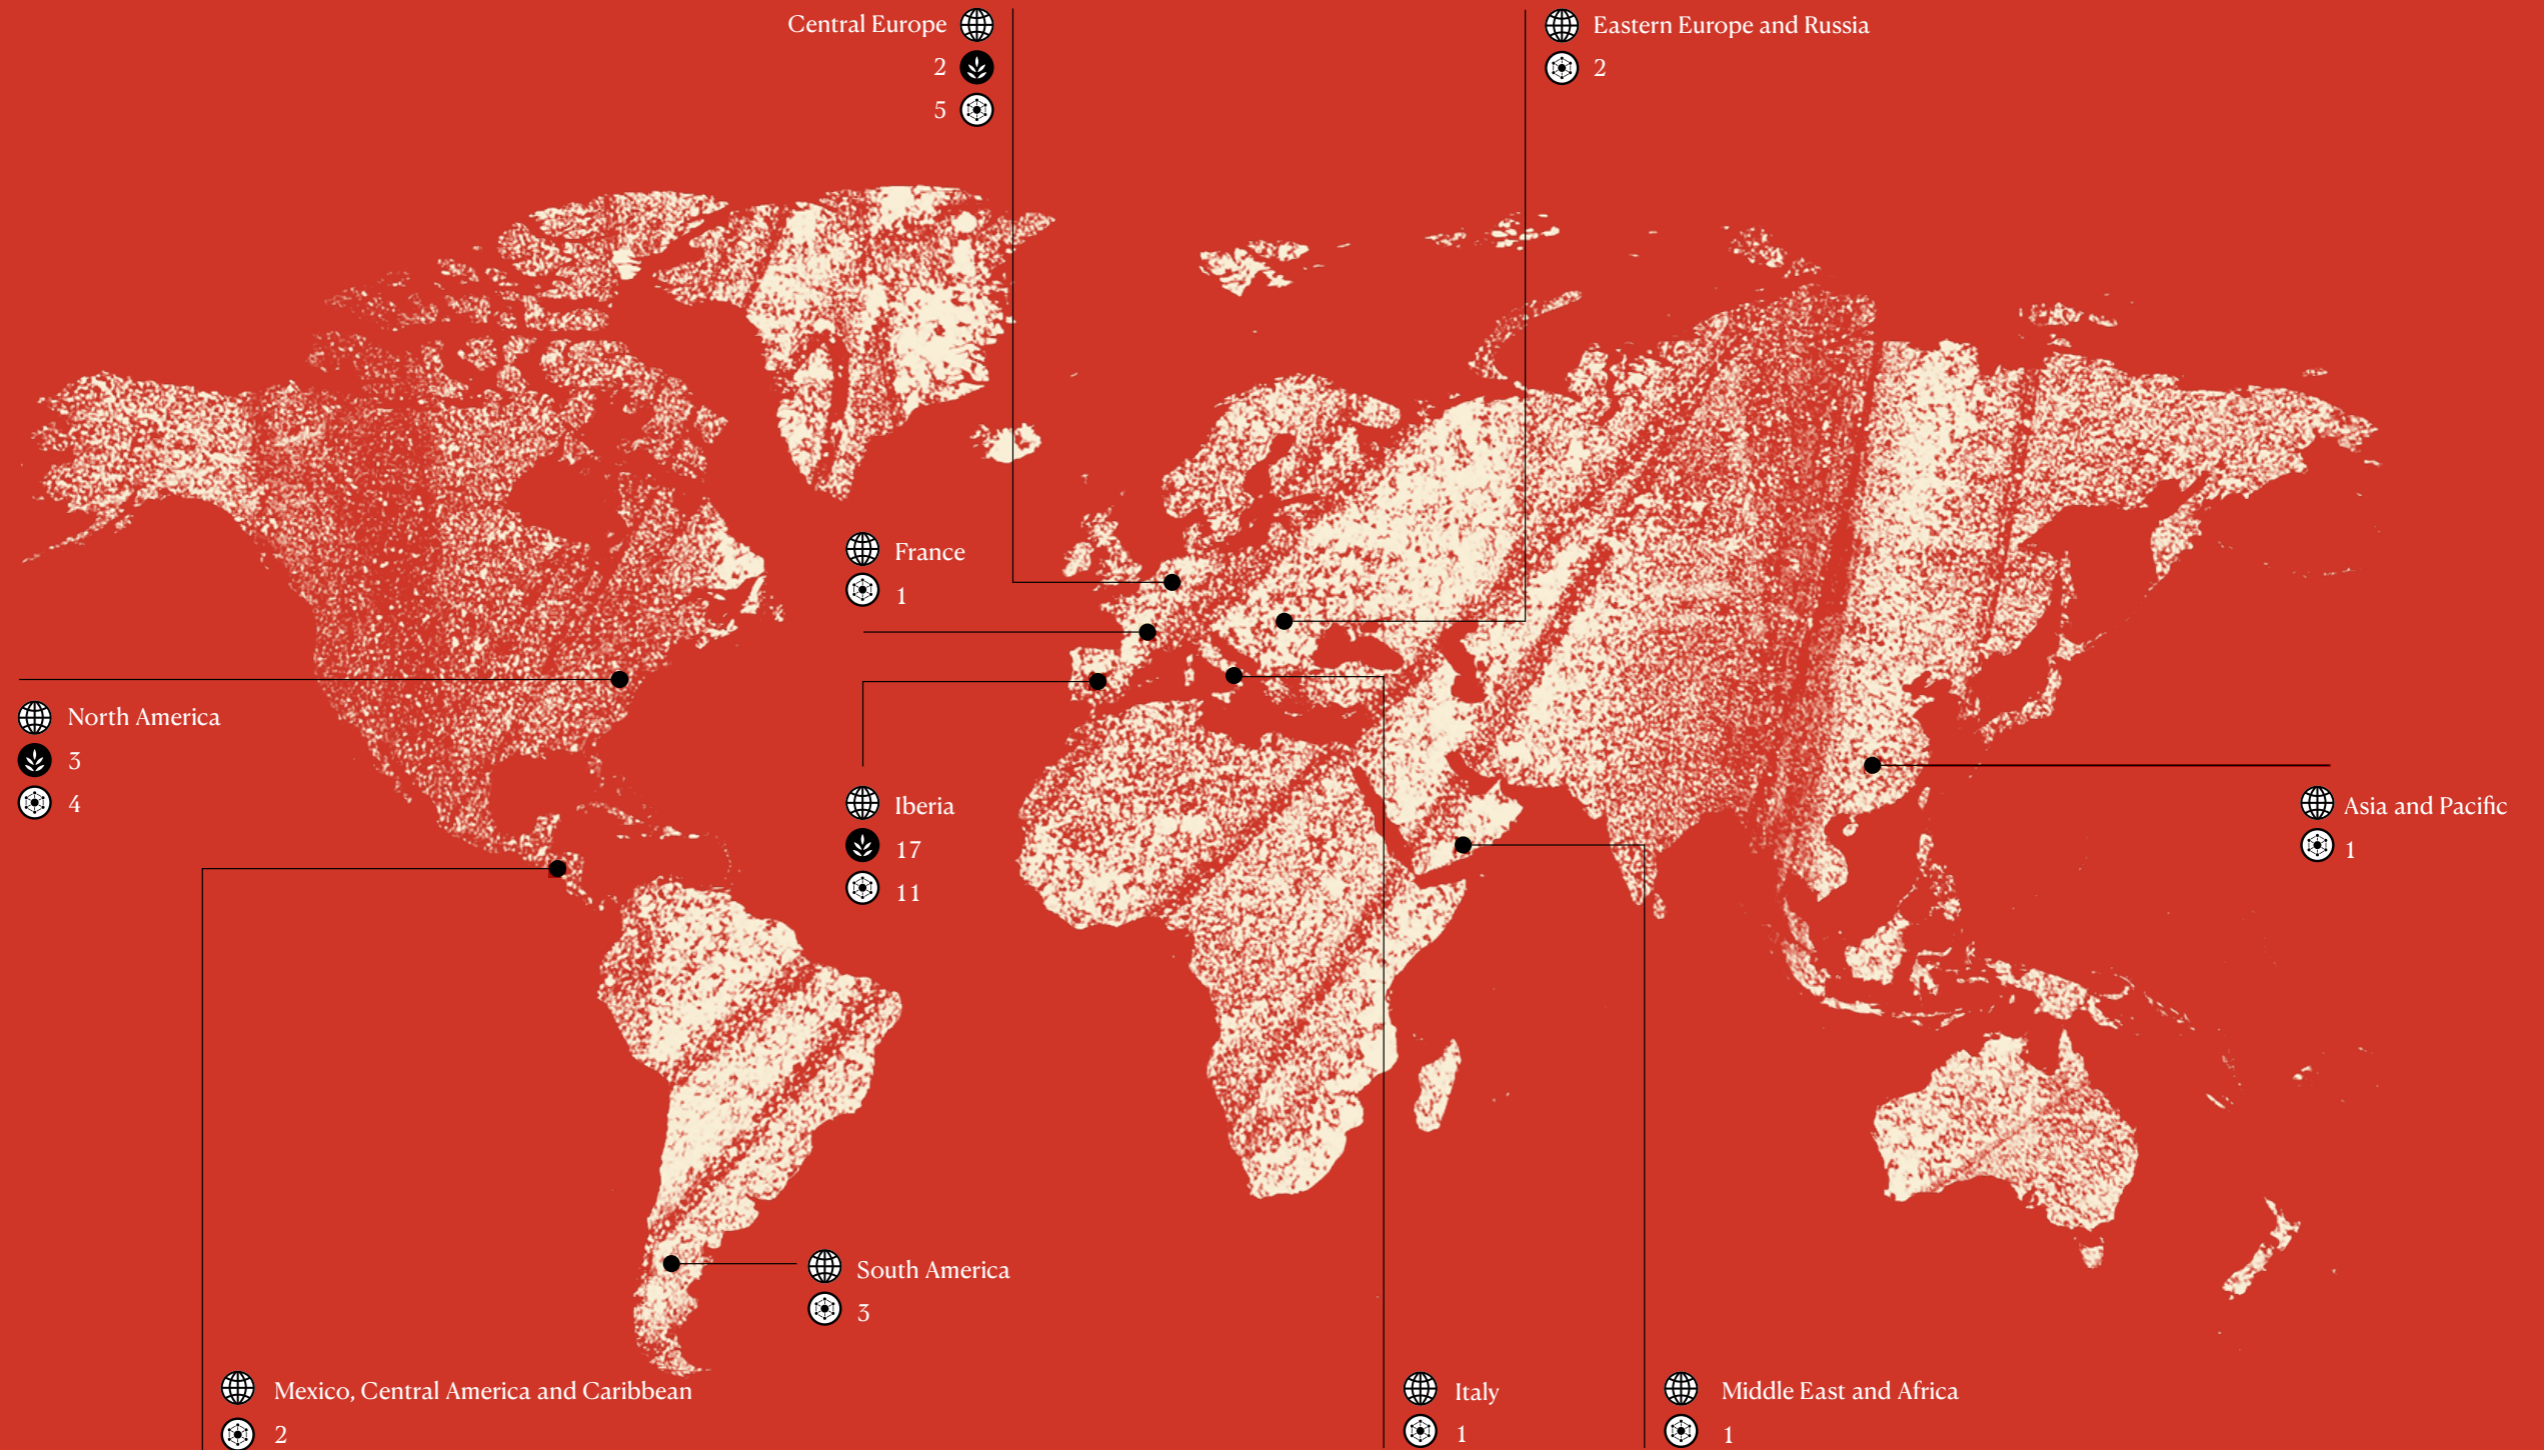 Central Europe
2
5
Eastern Europe and Russia
2
France
1
North America
3
4
Iberia
17
11
Asia and Pacific
1
South America
3
Mexico, Central America and Caribbean
2
Italy
1
Middle East and Africa
1